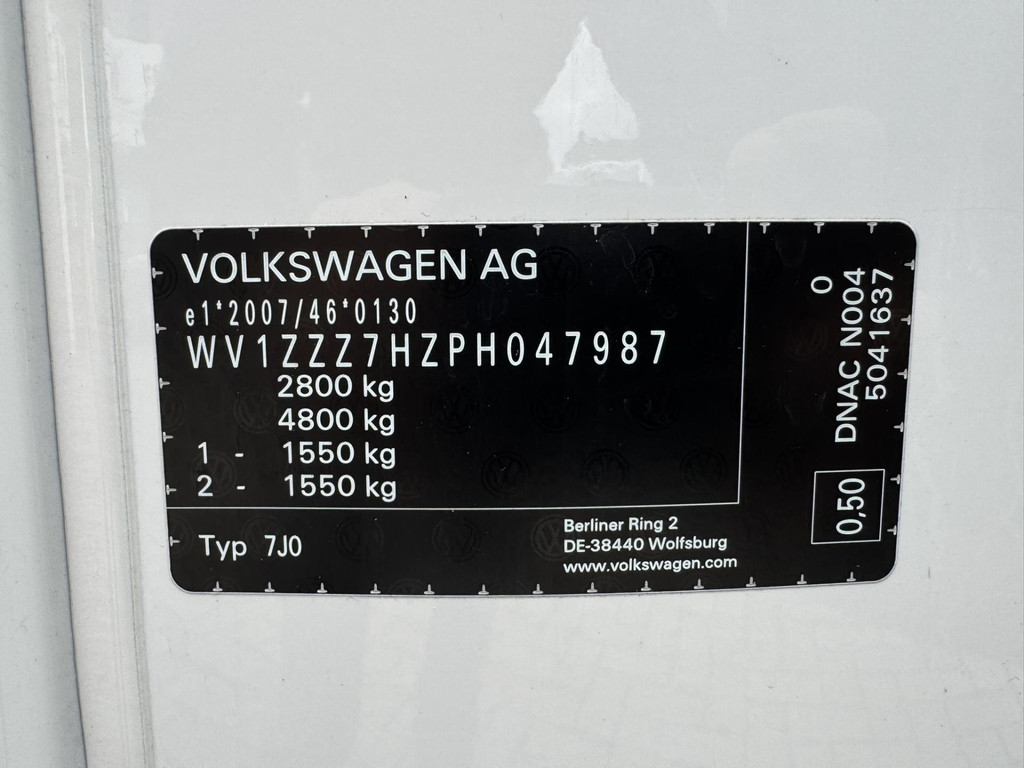 VOLKSWAGEN AG
e1*2007/46*0130
WV1ZZZ7HZPH047987
2800 kg
4800 kg
1 - 1550 kg
2 - 1550 kg
Typ 7J0
Berliner Ring 2
DE-38440 Wolfsburg
www.volkswagen.com
0
DNAC N004
5041637
0,50